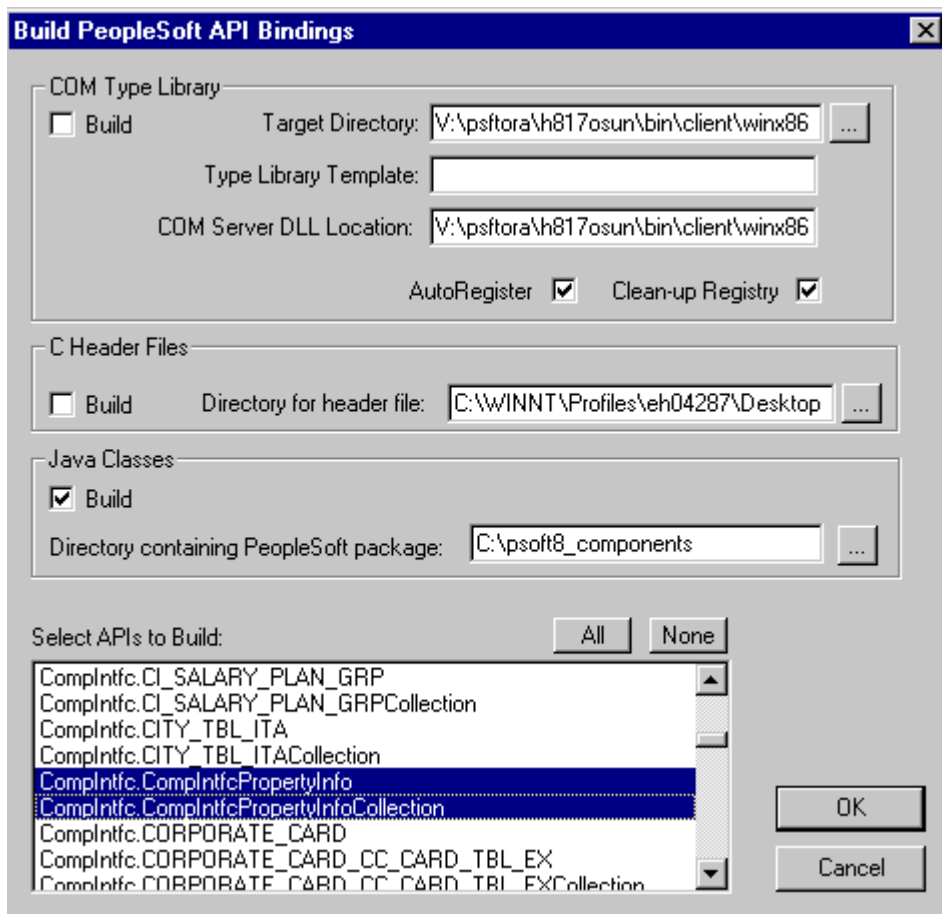 Build PeopleSoft API Bindings
COM Type Library
Build Target Directory: V:\psftora\h817osun\bin\client\winx86 ...
Type Library Template:
COM Server DLL Location: V:\psftora\h817osun\bin\client\winx86
AutoRegister Clean-up Registry
C Header Files
Build Directory for header file: C:\WINNT\Profiles\eh04287\Desktop ...
Java Classes
Build
Directory containing PeopleSoft package: C:\psoft8_components ...
Select APIs to Build: All None
CompIntfc.CI_SALARY_PLAN_GRP
CompIntfc.CI_SALARY_PLAN_GRPCollection
CompIntfc.CITY_TBL_ITA
CompIntfc.CITY_TBL_ITACollection
CompIntfc.CompIntfcPropertyInfo
CompIntfc.CompIntfcPropertyInfoCollection
CompIntfc.CORPORATE_CARD
CompIntfc.CORPORATE_CARD_CC_CARD_TBL_EX
CompIntfc.CORPORATE_CARD_CC_CARD_TBL_EXCollection
OK
Cancel